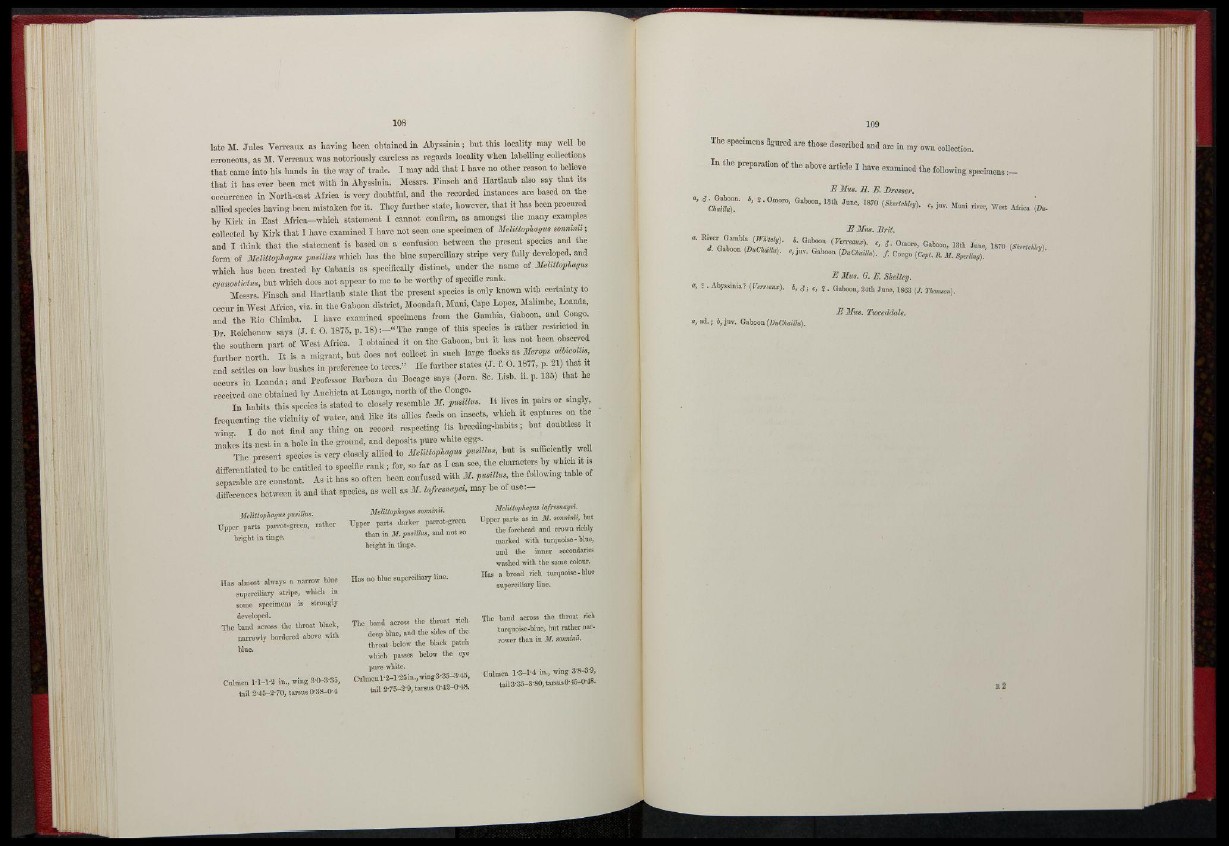 108
late M. Jules Verreaux as having been obtained in Abyssinia; but this locality may well be
erroneous, as M. Verreaux was notoriously careless as regards locality when labelling collections
that came into his hands in the way of trade. I may add that I have no other reason to believe
that it has ever been met with in Abyssinia. Messrs. Finsch and Hartlaub also say that its
occurrence in North-east Africa is very doubtful, and the recorded instances are based on the
allied species having been mistaken for it. They further state, however, that it has been procured
by Kirk in East Africa—which statement I cannot confirm, as amongst the many examples
collected by Kirk that I have examined I have not seen one specimen of Melittophagus sonninii;
and I think that the statement is based on a confusion between the present species and the
form of Melittophagus pusillus which has the blue superciliary stripe very fully developed, and
which has been treated by Cabanis as specifically distinct, under the name of Melittophagus
cyanostictus, but which does not appear to me to be worthy of specific rank.
Messrs. Finsch and Hartlaub state that the present species is only known with certainty to
occur in West Africa, viz. in the Gaboon district, Moondaft, Muni, Cape Lopez, Malimbe, Loanda,
and the Rio Chimba. I have examined specimens from the Gambia, Gaboon, and Congo.
Dr. Reichenow says (J. f. O. 1875, p. 18):—"The range of this species is rather restricted in
the southern part of West Africa. I obtained it on the Gaboon, but it has not been observed
further north. It is a migrant, but does not collect in such large flocks as Merops albicollis,
and settles on low bushes in preference to trees." He further states (J. f. O. 1877, p. 21) that it
occurs in Loanda; and Professor Barboza du Bocage says (Jorn. Sc. Lisb. ii. p. 135) that he
received one obtained by Anchieta at Loango, north of the Congo.
In habits this species is stated to closely resemble M. pusillus. It lives in pairs or singly,
frequenting the vicinity of water, and like its allies feeds on insects, which it captures on the
wing. I do not find any thing on record respecting its breeding-habits; but doubtless it
makes its nest in a hole in the ground, and deposits pure white eggs.
The present species is very closely allied to Melittophagus pusillus, but is sufficiently well
differentiated to be entitled to specific rank; for, so far as I can see, the characters by which it is
separable are constant. As it has so often been confused with M. pusillus, the following table of
differences between it and that species, as well as M. lafresnayei, may be of use:—
Melittophagus pusillus.
Upper parts parrot-green, rather
bright in tinge.
Has almost always a narrow blue
superciliary stripe, which in
some specimens is strongly
developed.
The band across the throat black,
narrowly bordered above with
blue.
Culmen 1·1–1·2 in., wing 3·0–3·35,
tail 2·45–2·70, tarsus 0·38–0·4
Melittophagus sonninii.
Upper parts darker parrot-green
than in M. pusillus, and not so
bright in tinge.
Has no blue superciliary line.
The band across the throat rich
deep blue, and the sides of the
throat below the black patch
which passes below the eye
pure white.
Culmen 1·2–1·25 in., wing 3·35–3·45,
tail 2·75–2·9, tarsus 0·42–0·48.
Melittophagus lafresnayei.
Upper parts as in M. sonninii, but
the forehead and crown richly
marked with turquoise-blue,
and the inner secondaries
washed with the same colour.
Has a broad rich turquoise-blue
superciliary line.
The band across the throat rich
turquoise-blue, but rather nar-
rower than in M. sonninii.
Culmen 1·3–1·4 in., wing 3·8–3·9,
tail 3·35–3·80, tarsus 0·45–0·48.
109
The specimens figured are those described and are in my own collection.
In the preparation of the above article I have examined the following specimens:—
E Mus. H. E. Dresser.
a, ♂. Gaboon. b, ♀. Omoro, Gaboon, 13th June, 1870 (Skertchley). c, juv. Muni river, West Africa (Du-
Chaillu).
E Mus. Brit.
a. River Gambia (Whitely). b. Gaboon (Verreaux). c, ♂. Omoro, Gaboon, 13th June, 1870 (Skertchley).
d. Gaboon (DuChaillu). e, juv. Gaboon (DuChaillu). f. Congo (Capt. R. M. Sperling).
E Mus. G. E. Shelley.
a, ♀. Abyssinia? (Verreaux). b, ♂; c, ♀. Gaboon, 24th June, 1863 (J. Thomson).
E Mus. Tweeddale.
a, ad.; b, juv. Gaboon (DuChaillu).
R 2